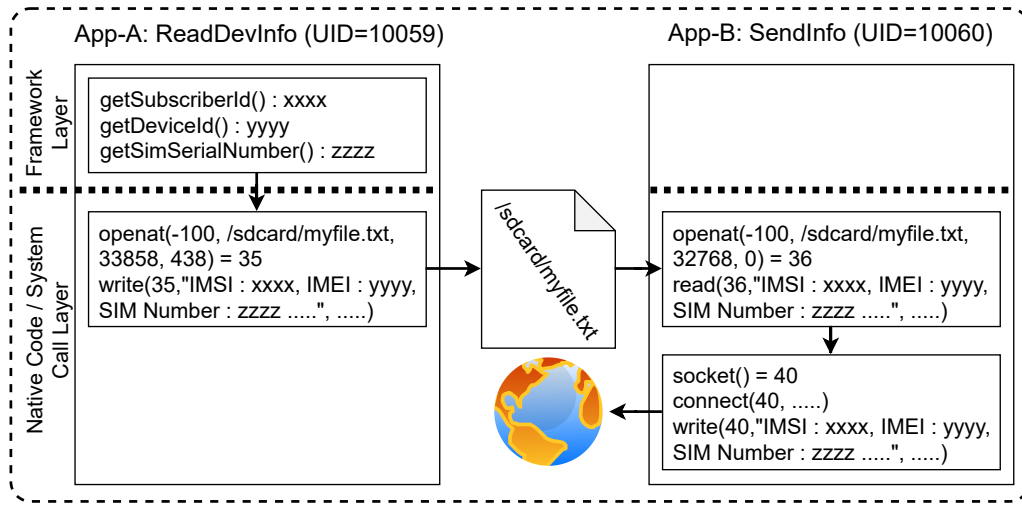 App-A: ReadDevInfo (UID=10059)
App-B: SendInfo (UID=10060)
Framework
Layer
getSubscriberId() : xxxx
getDeviceId() : yyyy
getSimSerialNumber() : zzzz
Native Code / System
Call Layer
openat(-100, /sdcard/myfile.txt,
33858, 438) = 35
write(35,"IMSI : xxxx, IMEI : yyyy,
SIM Number : zzzz .....", .....)
/sdcard/myfile.txt
openat(-100, /sdcard/myfile.txt,
32768, 0) = 36
read(36,"IMSI : xxxx, IMEI : yyyy,
SIM Number : zzzz .....", .....)
socket() = 40
connect(40, .....)
write(40,"IMSI : xxxx, IMEI : yyyy,
SIM Number : zzzz .....", .....)